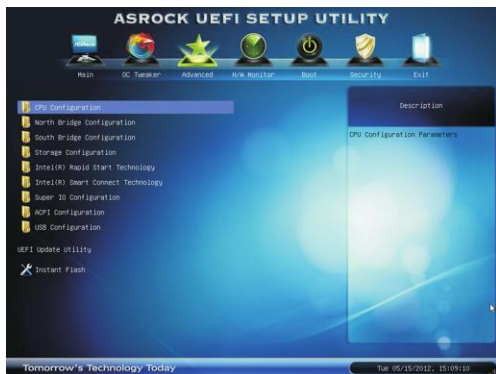 ASROCK UEFI SETUP UTILITY
ASRock
Main OC Tweaker Advanced H/W Monitor Boot Security Exit
CPU Configuration
North Bridge Configuration
South Bridge Configuration
Storage Configuration
Intel(R) Rapid Start Technology
Intel(R) Smart Connect Technology
Super IO Configuration
ACPI Configuration
USB Configuration
UEFI Update Utility
Instant Flash
Description
CPU Configuration Parameters
Tomorrow's Technology Today
Tue 05/15/2012, 15:09:10